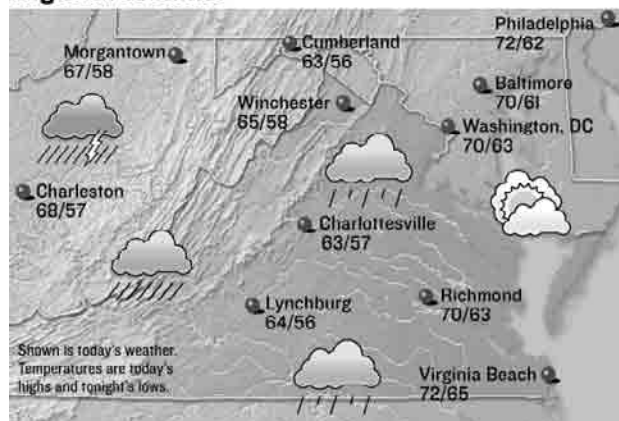 Philadelphia
72/62
Morgantown
67/58
Cumberland
63/56
Baltimore
70/61
Winchester
65/58
Washington, DC
70/63
Charleston
68/57
Charlottesville
63/57
Lynchburg
64/56
Richmond
70/63
Shown is today's weather.
Temperatures are today's
highs and tonight's lows.
Virginia Beach
72/65